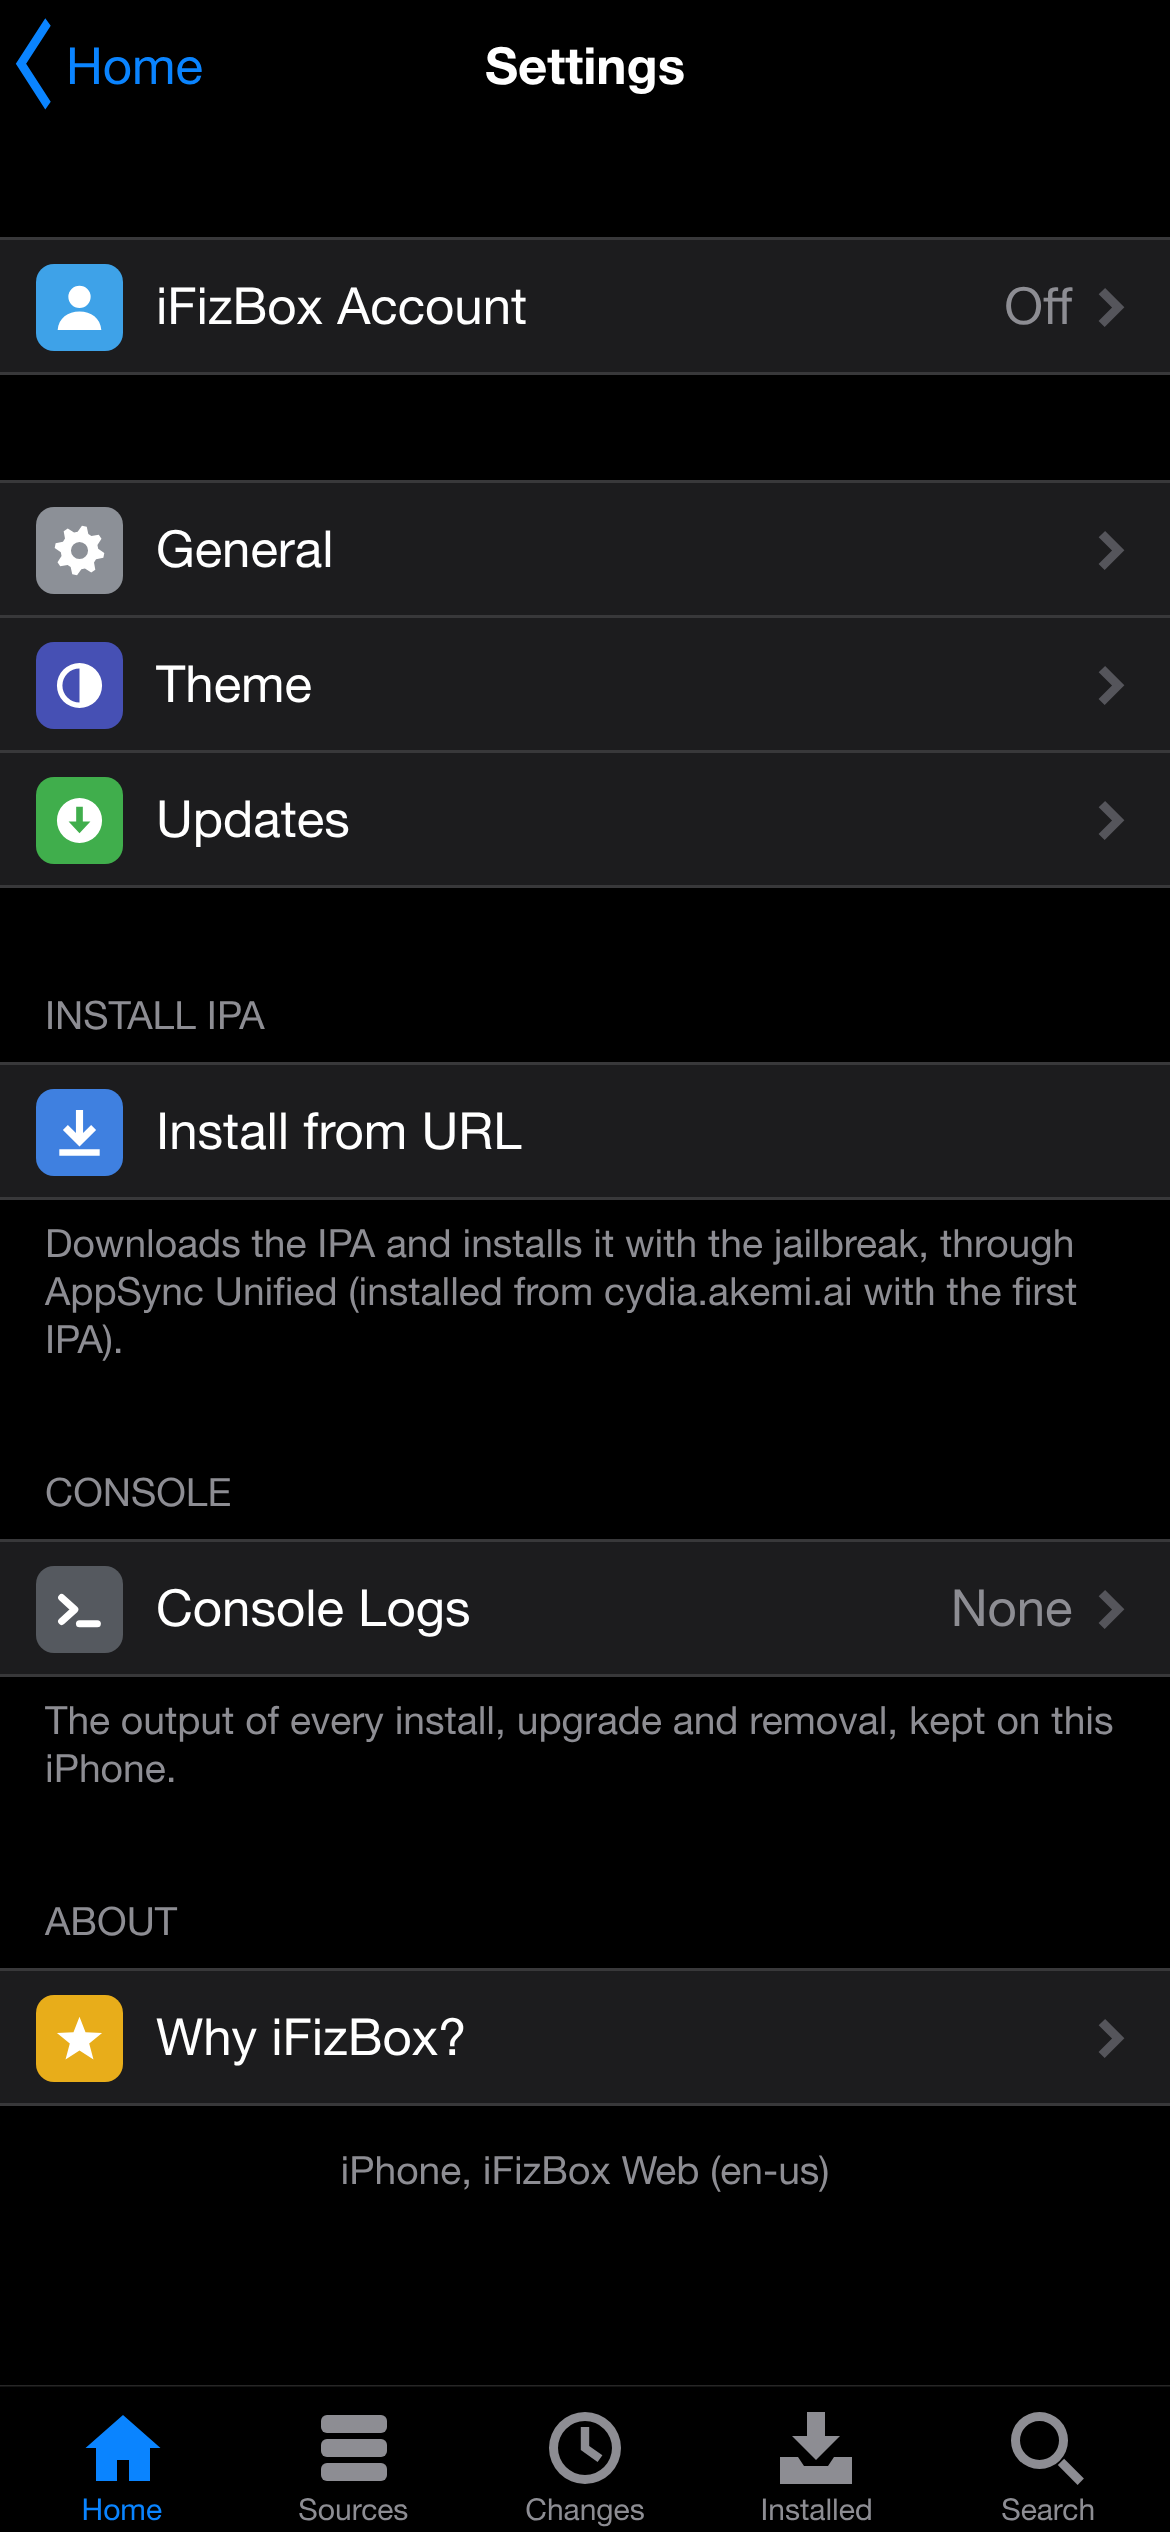 Home
Settings
iFizBox Account
Off
General
Theme
Updates
INSTALL IPA
Install from URL
Downloads the IPA and installs it with the jailbreak, through
AppSync Unified (installed from cydia.akemi.ai with the first
IPA).
CONSOLE
Console Logs
None
The output of every install, upgrade and removal, kept on this
iPhone.
ABOUT
Why iFizBox?
iPhone, iFizBox Web (en-us)
Home
Sources
Changes
Installed
Search